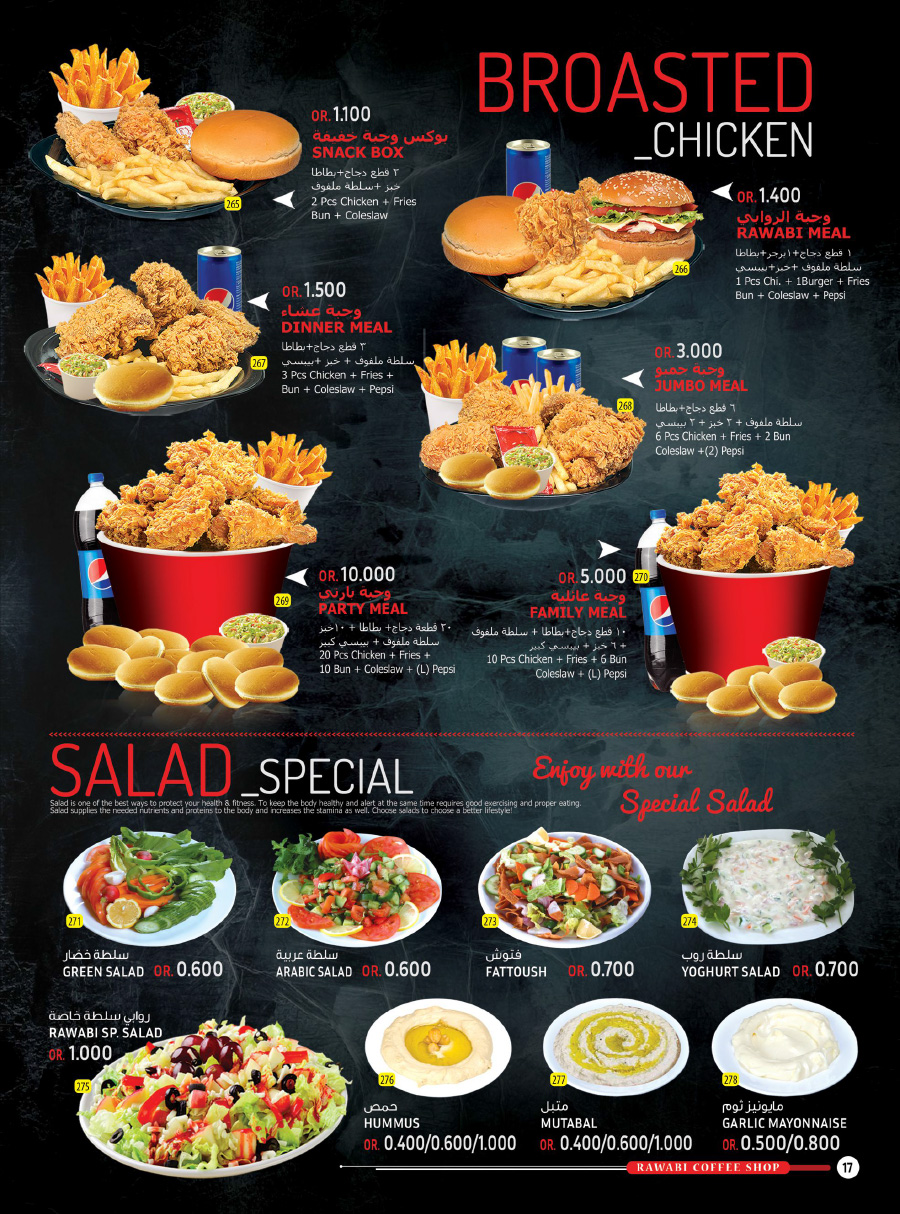 BROASTED
_CHICKEN
OR. 1.100
بوكس وجبة خفيفة
SNACK BOX
٢ قطع دجاج+بطاطا
خبز +سلطة ملفوف
2 Pcs Chicken + Fries
Bun + Coleslaw
265
OR. 1.400
وجبة الروابي
RAWABI MEAL
١ قطع دجاج+١برجر+بطاطا
سلطة ملفوف +خبز+بيبسي
1 Pcs Chi. + 1Burger + Fries
Bun + Coleslaw + Pepsi
266
OR. 1.500
وجبة عشاء
DINNER MEAL
٣ قطع دجاج+بطاطا
سلطة ملفوف + خبز +بيبسي
3 Pcs Chicken + Fries +
Bun + Coleslaw + Pepsi
267
OR. 3.000
وجبة جمبو
JUMBO MEAL
٦ قطع دجاج+بطاطا
سلطة ملفوف + ٢ خبز + ٢ بيبسي
6 Pcs Chicken + Fries + 2 Bun
Coleslaw +(2) Pepsi
268
OR. 10.000
وجبة بارتي
PARTY MEAL
٢٠ قطعة دجاج+ بطاطا + ١٠خبز
سلطة ملفوف + بيبسي كبير
20 Pcs Chicken + Fries +
10 Bun + Coleslaw + (L) Pepsi
269
OR. 5.000
وجبة عائلية
FAMILY MEAL
١٠ قطع دجاج+بطاطا + سلطة ملفوف
+ ٦ خبز + بيبسي كبير
10 Pcs Chicken + Fries + 6 Bun
Coleslaw + (L) Pepsi
270
SALAD _SPECIAL
Salad is one of the best ways to protect your health & fitness. To keep the body healthy and alert at the same time requires good exercising and proper eating.
Salad supplies the needed nutrients and proteins to the body and increases the stamina as well. Choose salads to choose a better lifestyle!
Enjoy with our
Special Salad
271
سلطة خضار
GREEN SALAD OR. 0.600
272
سلطة عربية
ARABIC SALAD OR. 0.600
273
فتوش
FATTOUSH OR. 0.700
274
سلطة روب
YOGHURT SALAD OR. 0.700
روابي سلطة خاصة
RAWABI SP. SALAD
OR. 1.000
275
276
حمص
HUMMUS
OR. 0.400/0.600/1.000
277
متبل
MUTABAL
OR. 0.400/0.600/1.000
278
مايونيز ثوم
GARLIC MAYONNAISE
OR. 0.500/0.800
RAWABI COFFEE SHOP 17